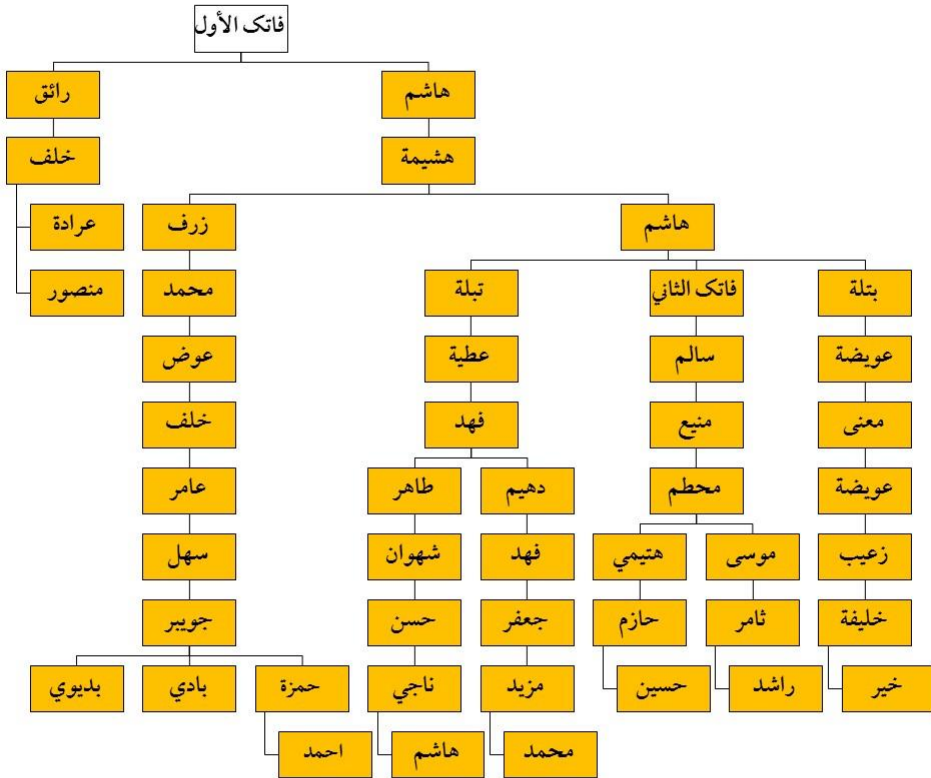 فاتک الأول
هاشم
رائق
هشيمة
خلف
هاشم
زرف
عرادة
بتلة
فاتک الثاني
تبلة
محمد
منصور
عويضة
سالم
عطية
عوض
معنى
منيع
فهد
خلف
عويضة
محطم
دهيم
طاهر
عامر
زعيب
موسى
هتيمي
فهد
شهوان
سهل
خليفة
ثامر
حازم
جعفر
حسن
جويبر
خير
راشد
حسين
مزيد
ناجي
حمزة
بادي
بديوي
محمد
هاشم
احمد